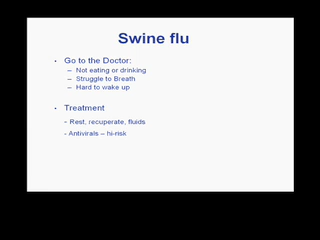 Swine flu
• Go to the Doctor:
– Not eating or drinking
– Struggle to Breath
– Hard to wake up
• Treatment
- Rest, recuperate, fluids
- Antivirals – hi-risk